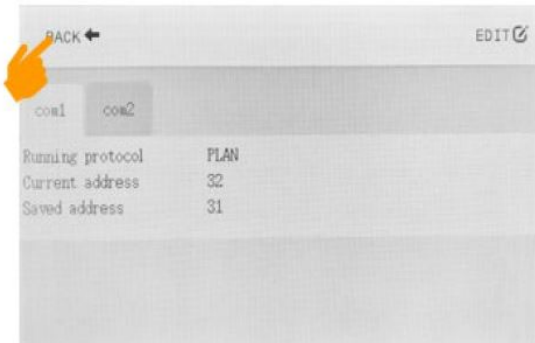 BACK
EDIT
com1 com2
Running protocol PLAN
Current address 32
Saved address 31